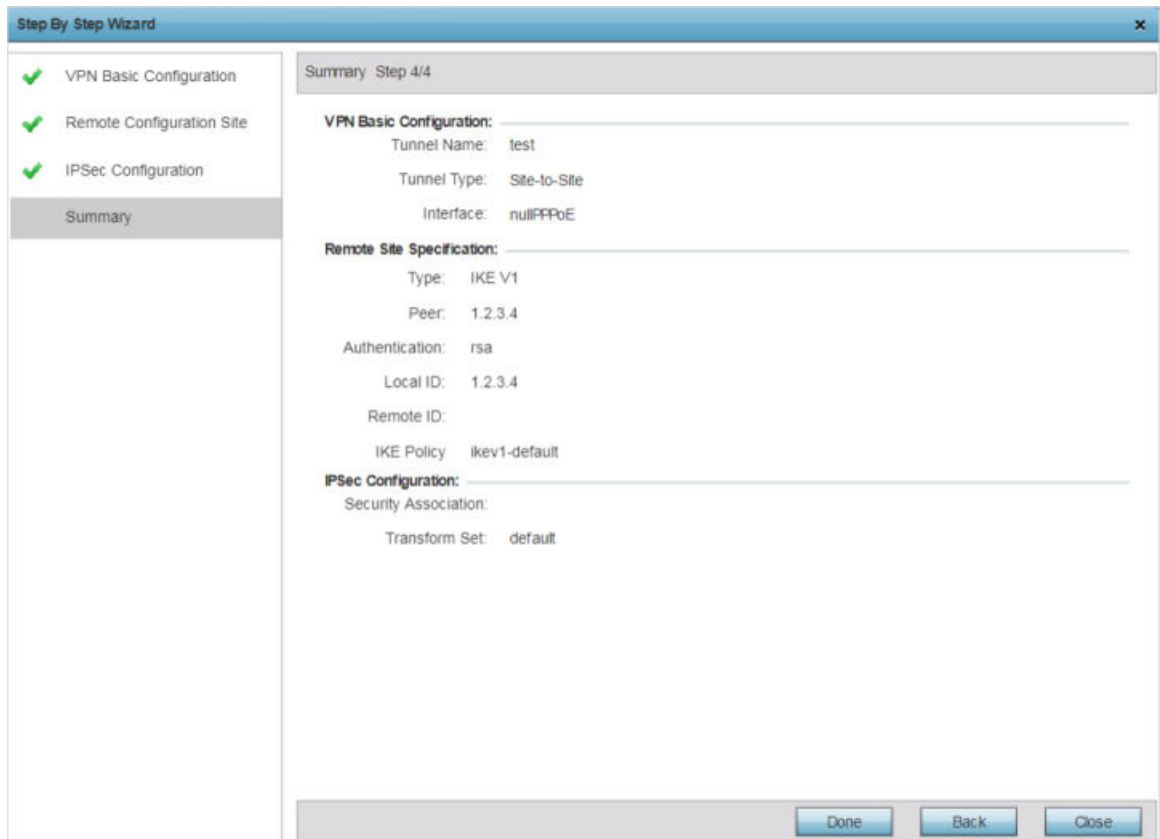 Step By Step Wizard
VPN Basic Configuration
Remote Configuration Site
IPSec Configuration
Summary
Summary Step 4/4
VPN Basic Configuration:
Tunnel Name: test
Tunnel Type: Site-to-Site
Interface: nullPPPoE
Remote Site Specification:
Type: IKE V1
Peer: 1.2.3.4
Authentication: rsa
Local ID: 1.2.3.4
Remote ID:
IKE Policy ikev1-default
IPSec Configuration:
Security Association:
Transform Set: default
Done Back Close